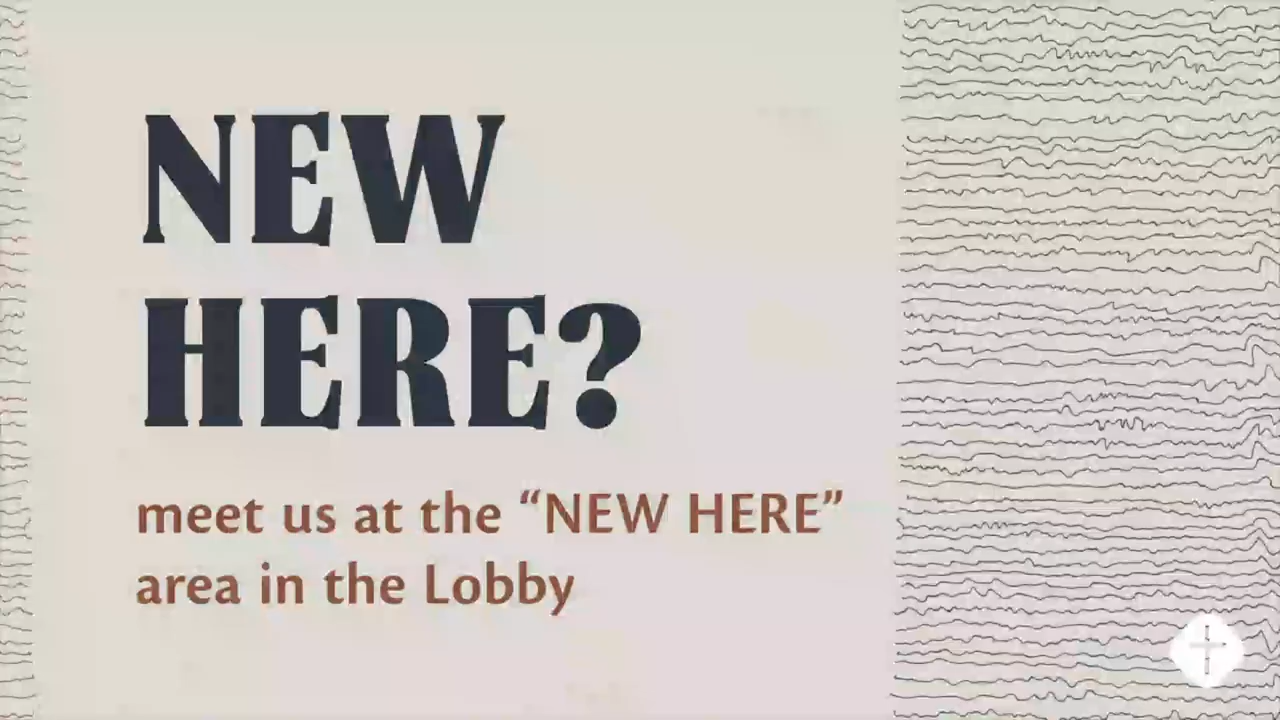 NEW
HERE?
meet us at the “NEW HERE”
area in the Lobby